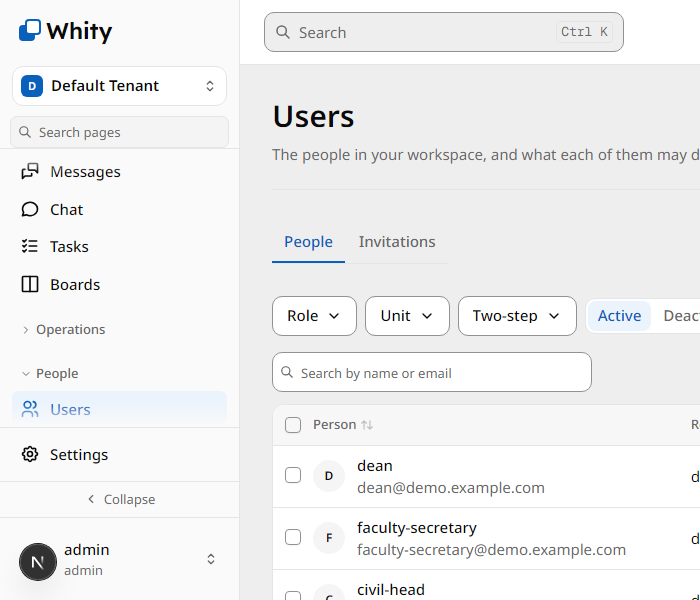 Whity
Search
Ctrl K
D
Default Tenant
Search pages
Messages
Chat
Tasks
Boards
Operations
People
Users
Settings
Collapse
N
admin
admin
Users
The people in your workspace, and what each of them may d
People
Invitations
Role
Unit
Two-step
Active
Deac
Search by name or email
Person
R
D
dean
dean@demo.example.com
d
F
faculty-secretary
faculty-secretary@demo.example.com
d
C
civil-head
d